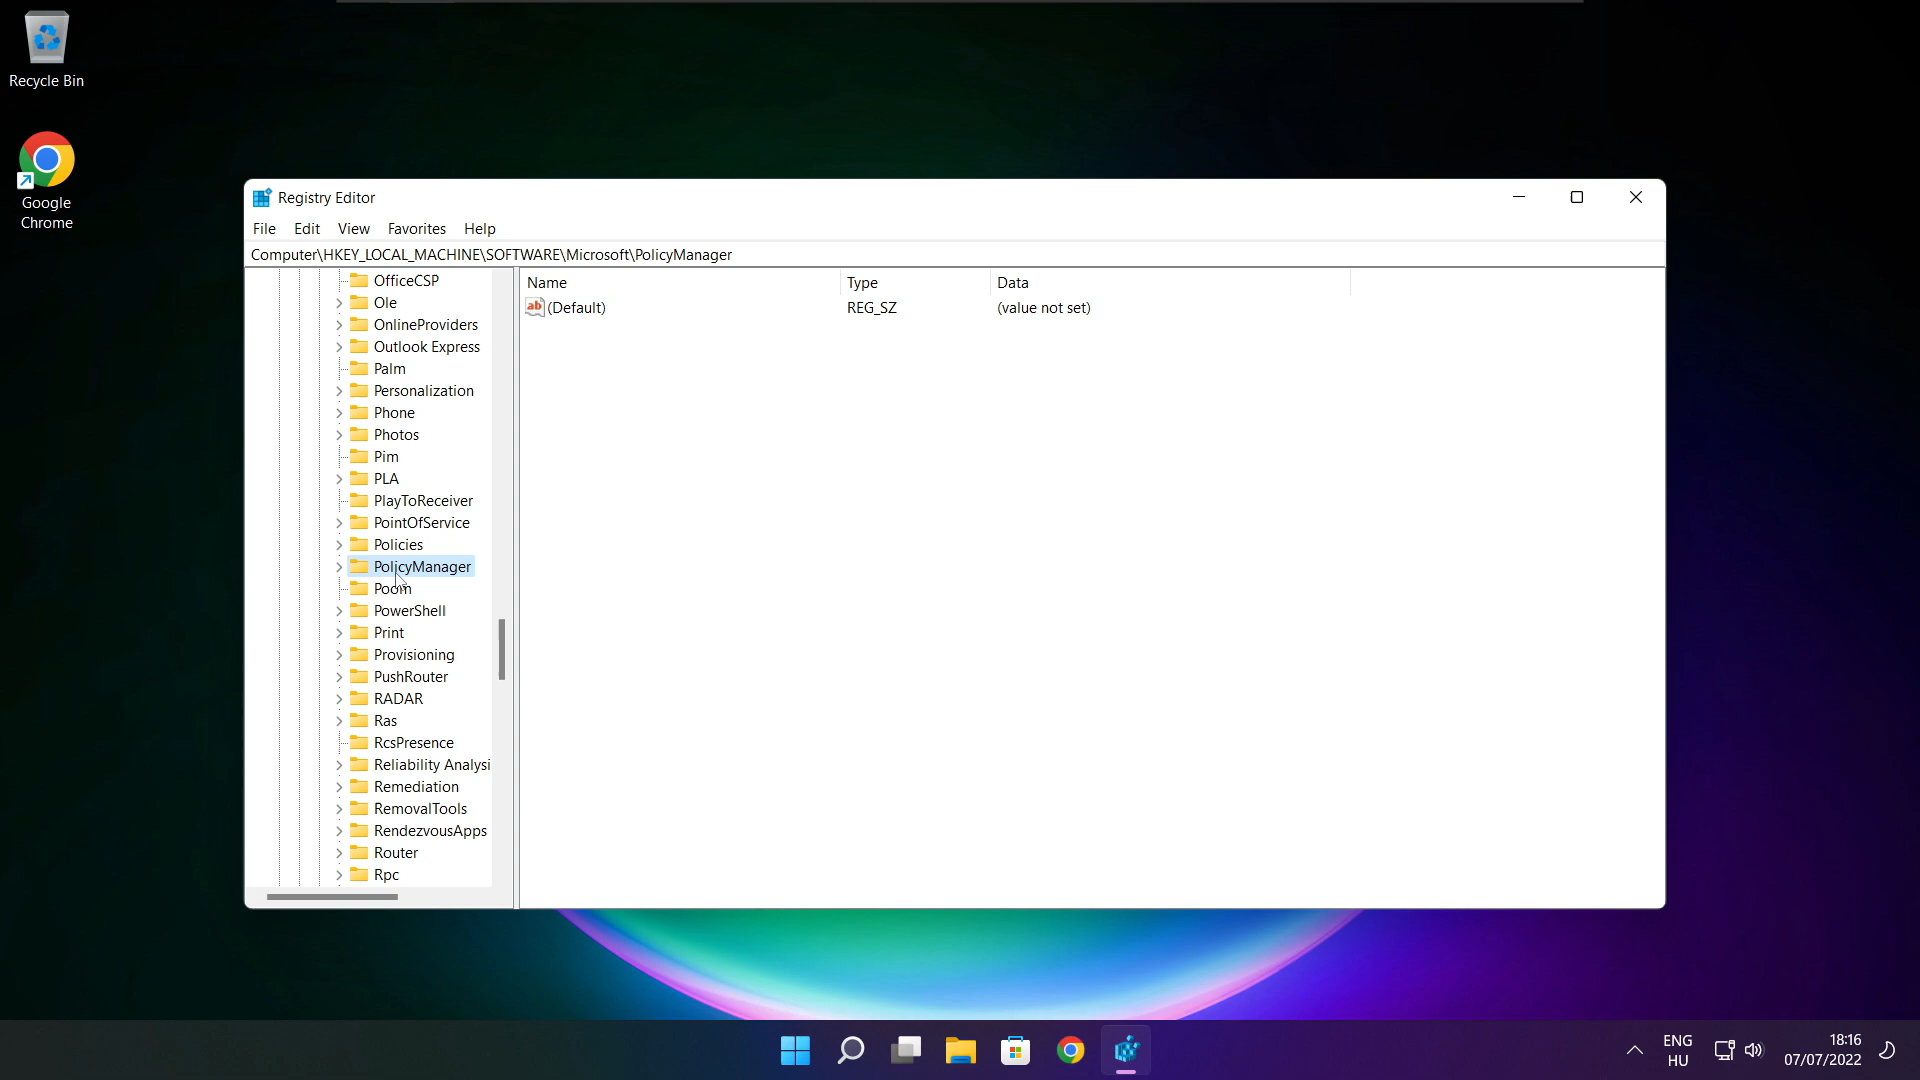 Recycle Bin
Google
Chrome
Registry Editor
File Edit View Favorites Help
Computer\HKEY_LOCAL_MACHINE\SOFTWARE\Microsoft\PolicyManager
Name Type Data
ab (Default) REG_SZ (value not set)
OfficeCSP
Ole
OnlineProviders
Outlook Express
Palm
Personalization
Phone
Photos
Pim
PLA
PlayToReceiver
PointOfService
Policies
PolicyManager
Poom
PowerShell
Print
Provisioning
PushRouter
RADAR
Ras
RcsPresence
Reliability Analysi
Remediation
RemovalTools
RendezvousApps
Router
Rpc
ENG
HU
18:16
07/07/2022